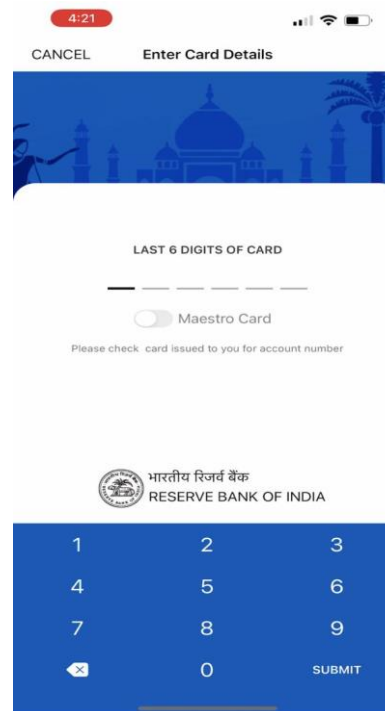 4:21
CANCEL Enter Card Details
LAST 6 DIGITS OF CARD
Maestro Card
Please check card issued to you for account number
भारतीय रिज़र्व बैंक
RESERVE BANK OF INDIA
1 2 3
4 5 6
7 8 9
0 SUBMIT